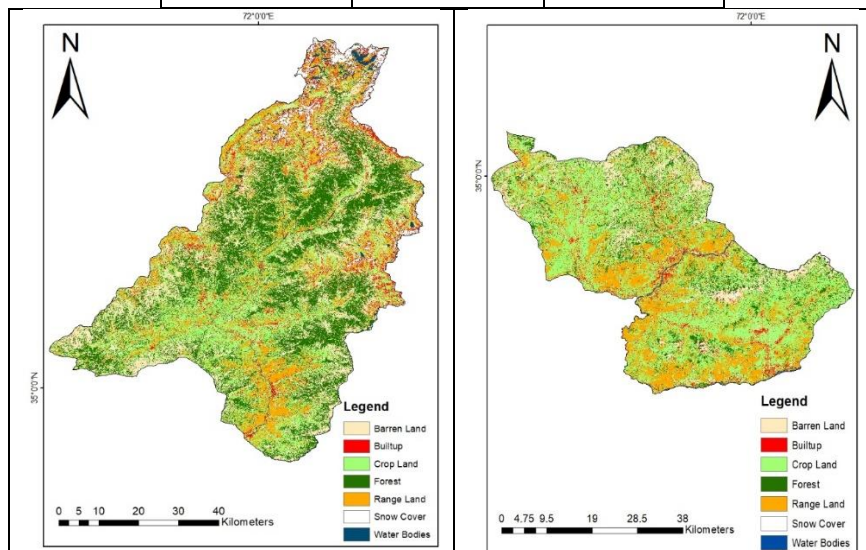 72°0'0"E
N
35°0'0"N
Legend
Barren Land
Builtup
Crop Land
Forest
Range Land
Snow Cover
Water Bodies
0 5 10 20 30 40
Kilometers
72°0'0"E
N
35°0'0"N
Legend
Barren Land
Builtup
Crop Land
Forest
Range Land
Snow Cover
Water Bodies
0 4.75 9.5 19 28.5 38
Kilometers